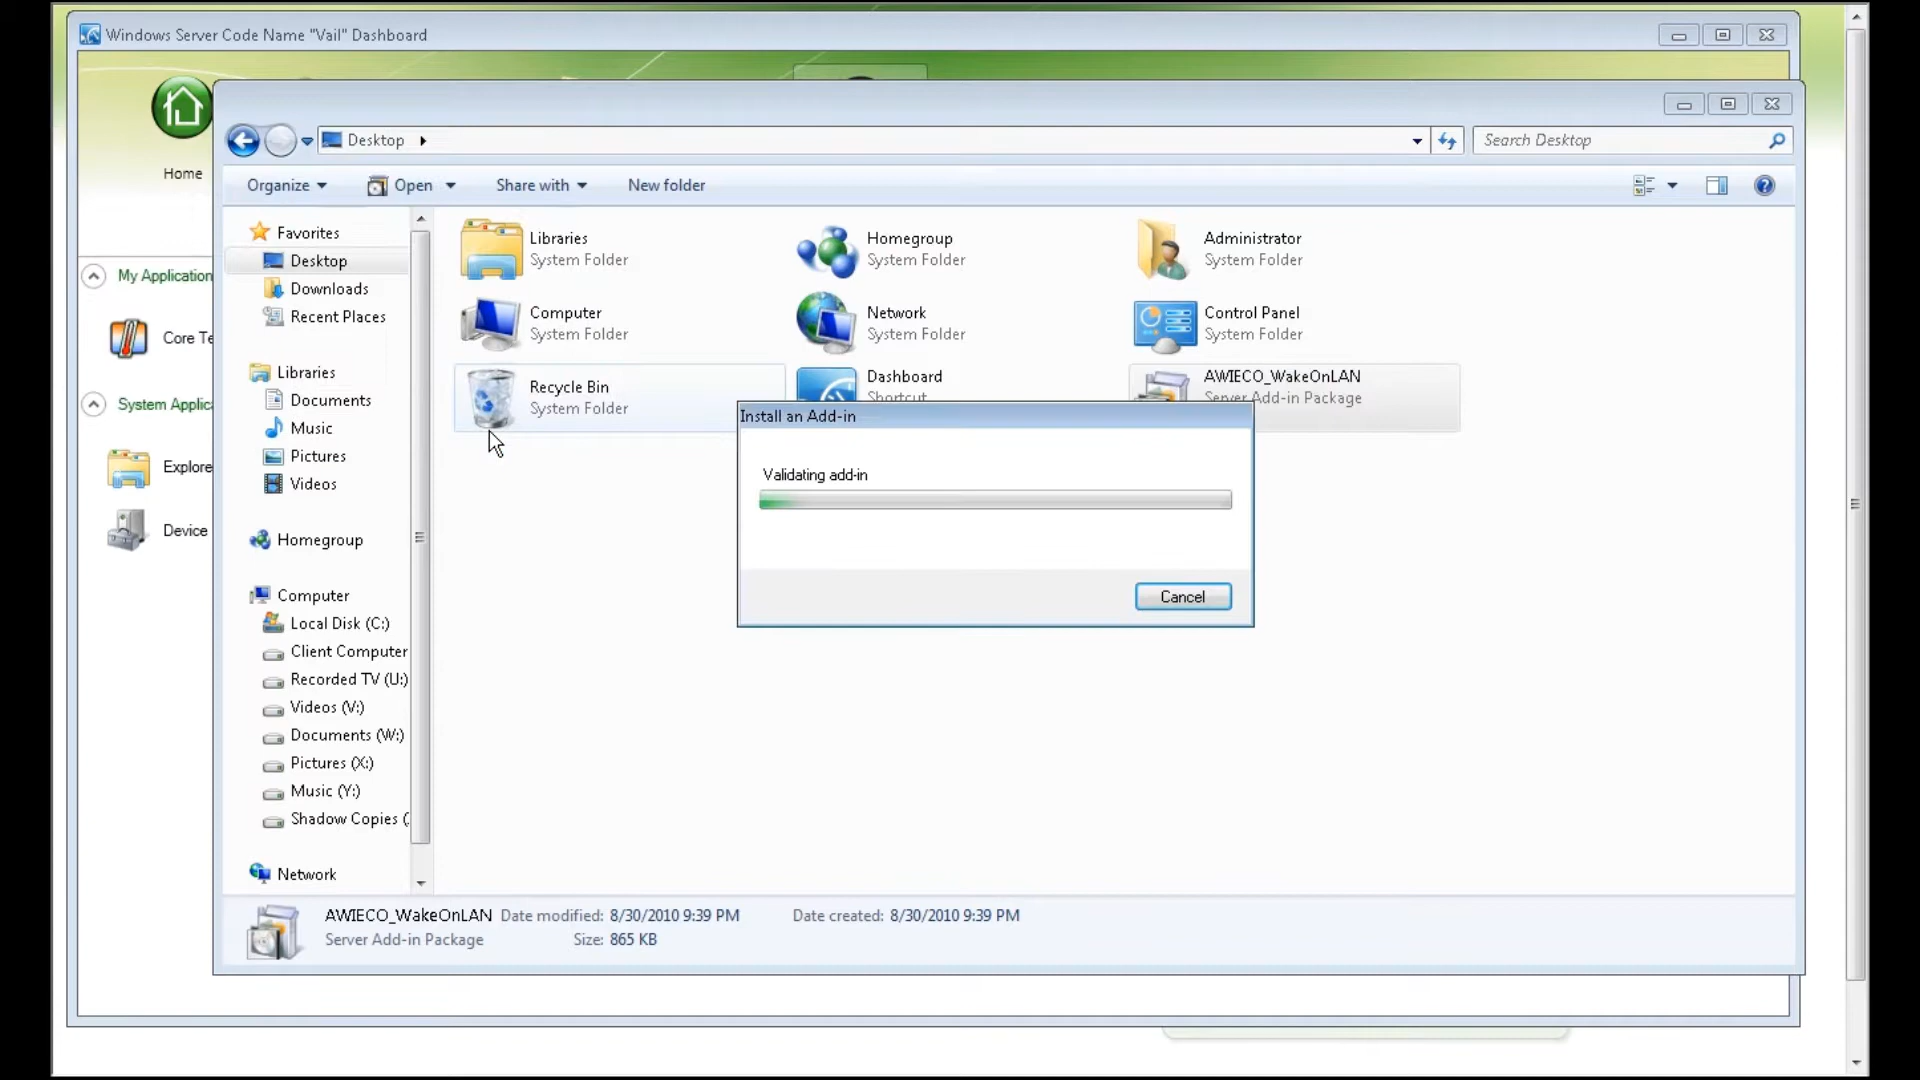 Windows Server Code Name "Vail" Dashboard
Home
My Application
Core Te
System Applic
Explore
Device
Desktop
Search Desktop
Organize
Open
Share with
New folder
Favorites
Desktop
Downloads
Recent Places
Libraries
Documents
Music
Pictures
Videos
Homegroup
Computer
Local Disk (C:)
Client Computer
Recorded TV (U:)
Videos (V:)
Documents (W:)
Pictures (X:)
Music (Y:)
Shadow Copies (
Network
Libraries
System Folder
Homegroup
System Folder
Administrator
System Folder
Computer
System Folder
Network
System Folder
Control Panel
System Folder
Recycle Bin
System Folder
Dashboard
Shortcut
AWIECO_WakeOnLAN
Server Add-in Package
Install an Add-in
Validating add-in
Cancel
AWIECO_WakeOnLAN Date modified: 8/30/2010 9:39 PM Date created: 8/30/2010 9:39 PM
Server Add-in Package Size: 865 KB